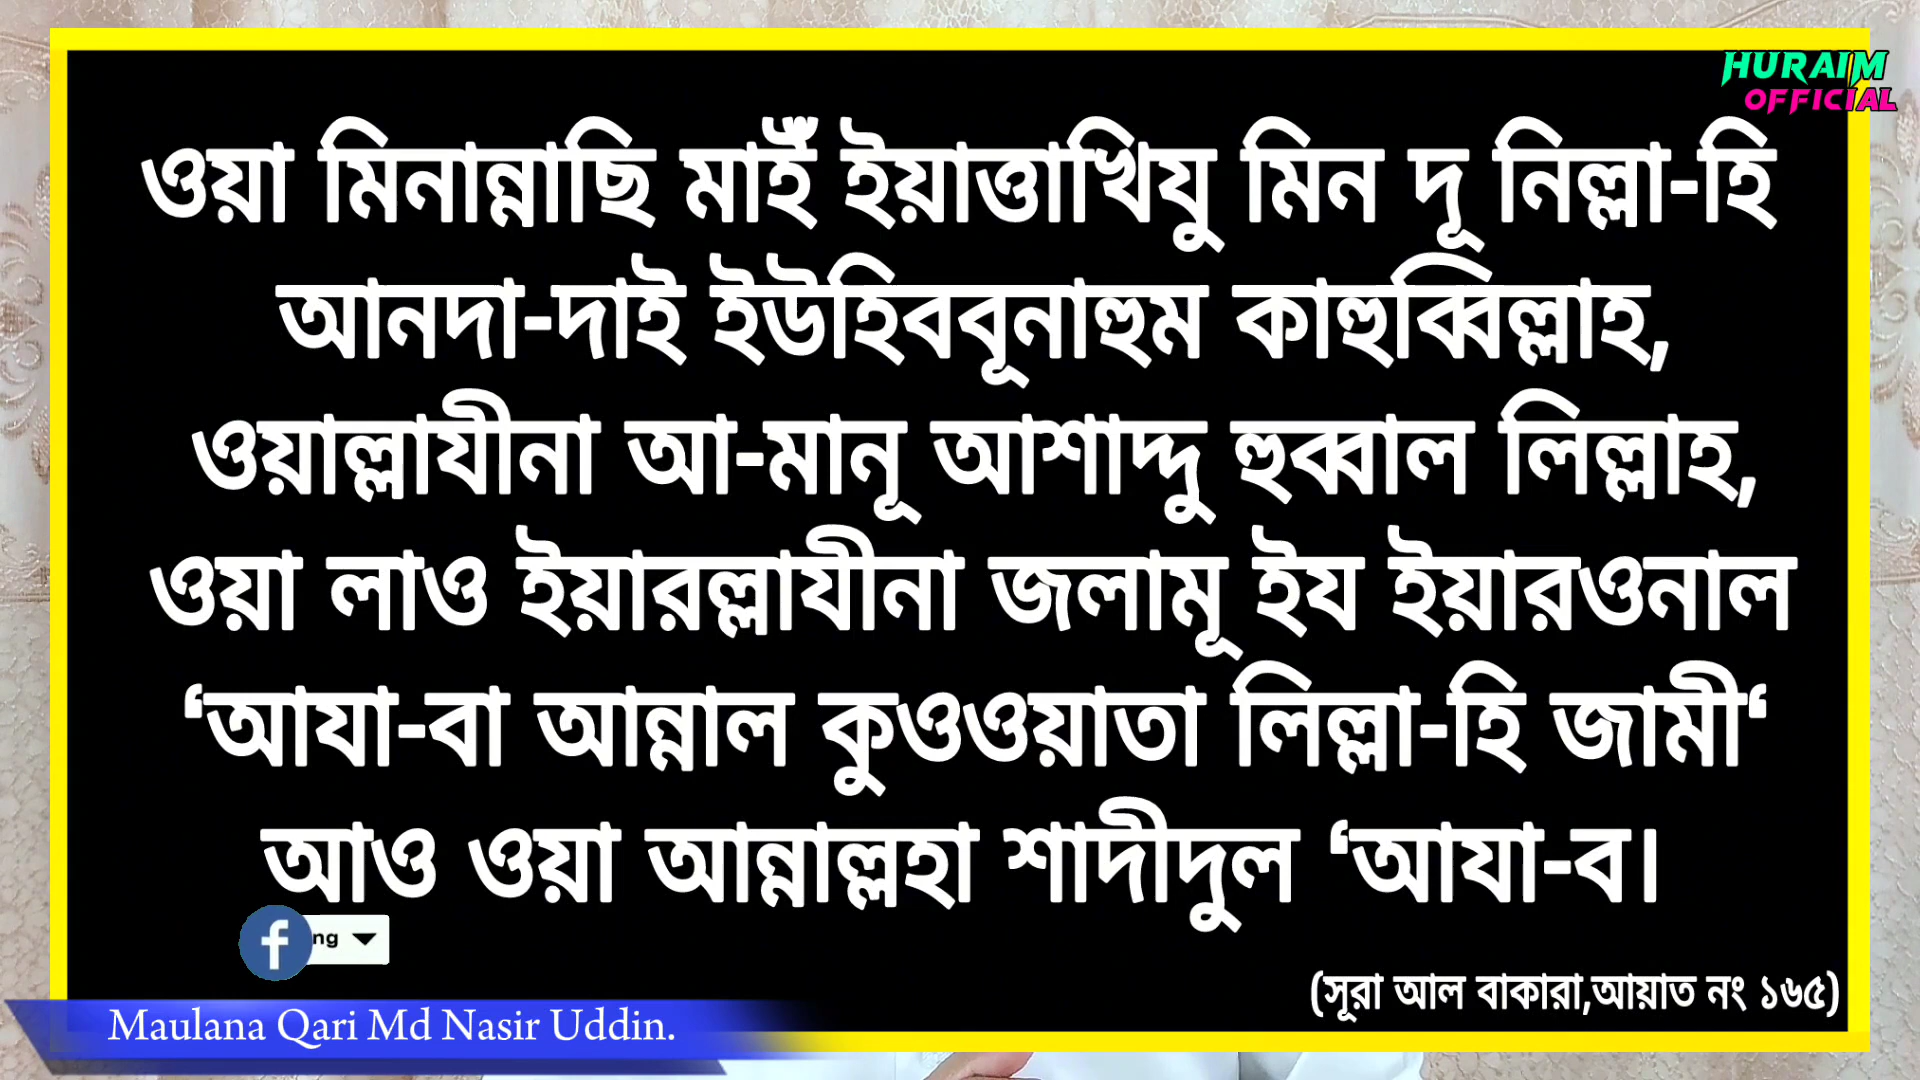 HURAIM
OFFICIAL
ওয়া মিনান্নাছি মাইঁ ইয়াত্তাখিযু মিন দূ নিল্লা-হি
আনদা-দাই ইউহিববূনাহুম কাহুব্বিল্লাহ,
ওয়াল্লাযীনা আ-মানূ আশাদ্দু হুব্বাল লিল্লাহ,
ওয়া লাও ইয়ারল্লাযীনা জলামূ ইয ইয়ারওনাল
‘আযা-বা আন্নাল কুওওয়াতা লিল্লা-হি জামী‘
আও ওয়া আন্নাল্লহা শাদীদুল ‘আযা-ব।
ng
(সূরা আল বাকারা,আয়াত নং ১৬৫)
Maulana Qari Md Nasir Uddin.